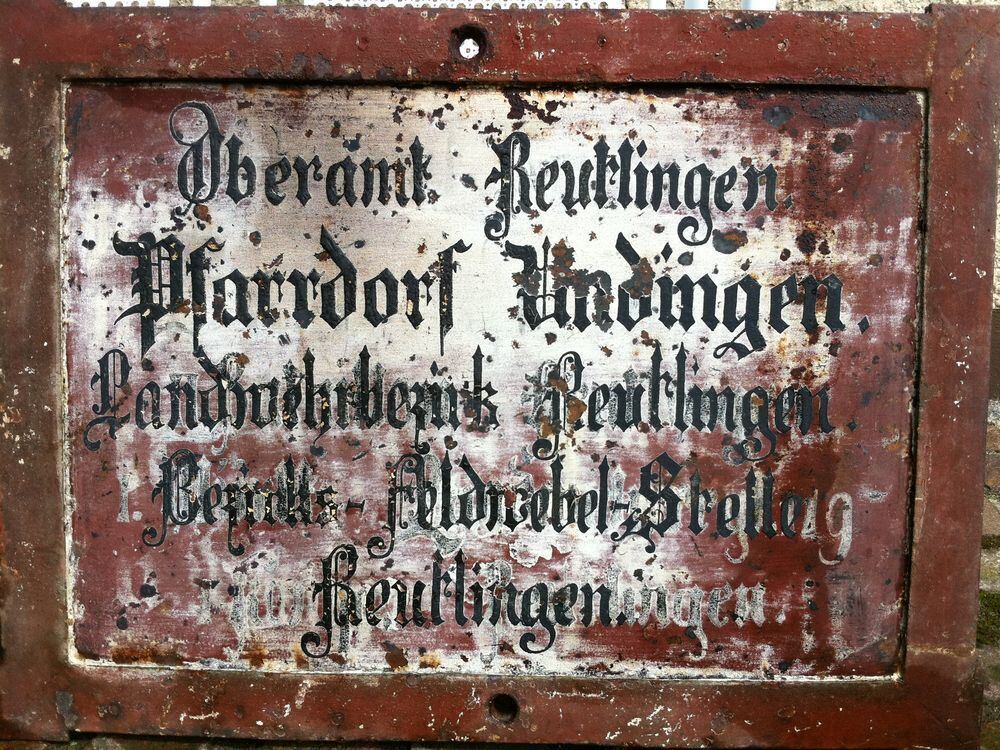 Oberamt Reutlingen.
Pfarrdorf Undingen.
Landwehrbezirk Reutlingen.
Bezirks-Feldwebel-Stelle
Reutlingen.